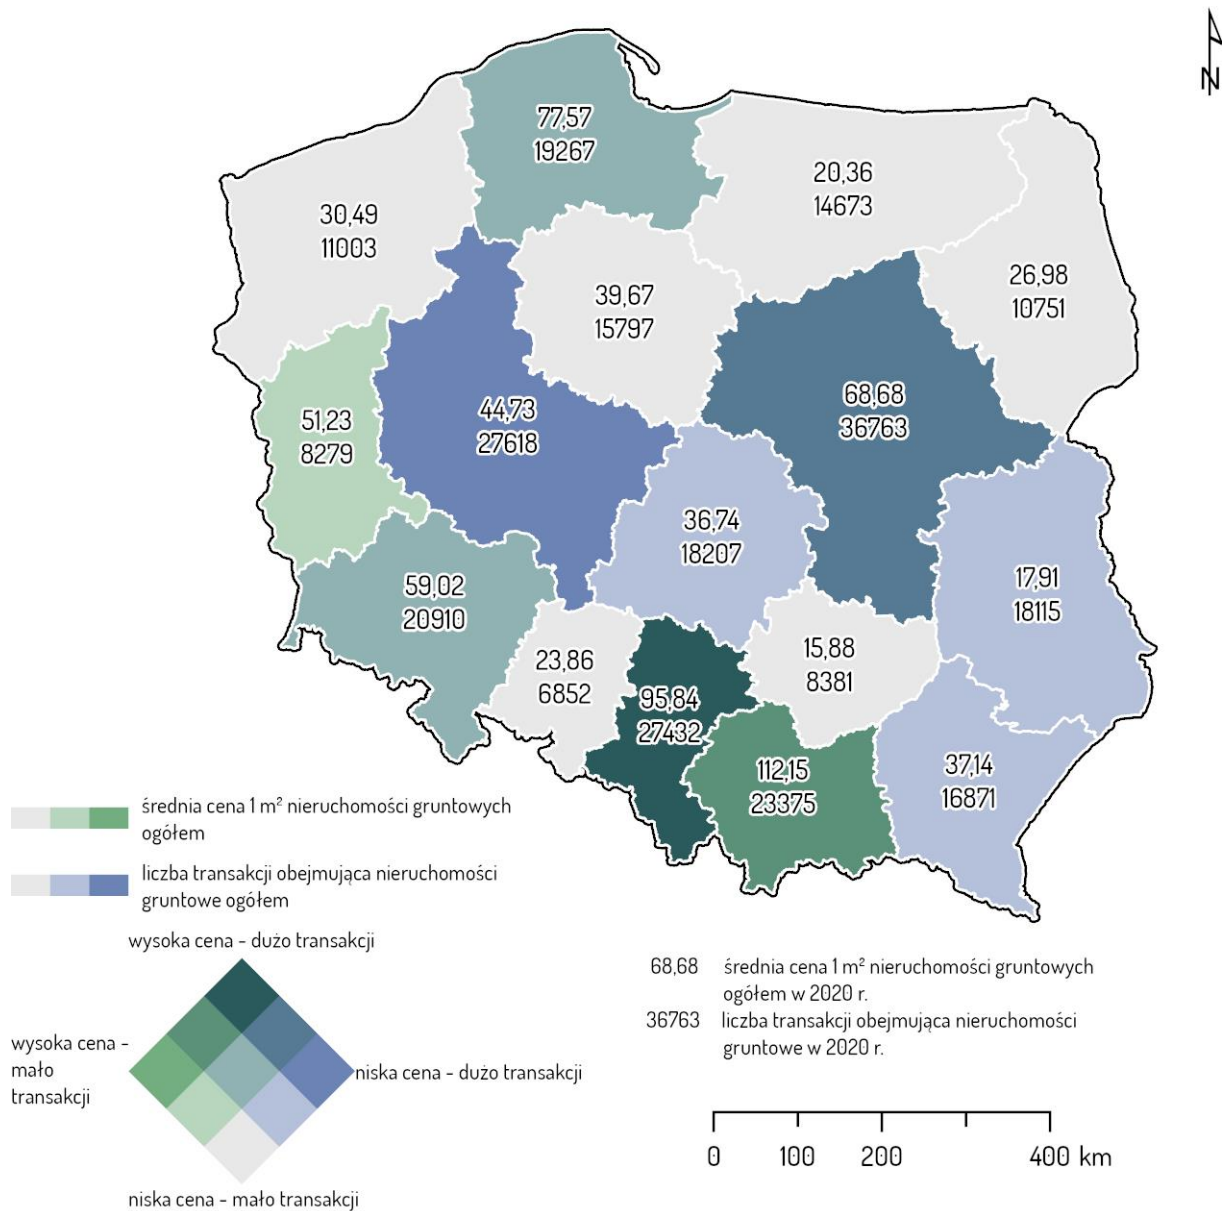 N
77,57
19267
20,36
14673
30,49
11003
26,98
10751
39,67
15797
68,68
36763
51,23
8279
44,73
27618
36,74
18207
17,91
18115
59,02
20910
23,86
6852
15,88
8381
95,84
27432
112,15
23375
37,14
16871
średnia cena 1 m² nieruchomości gruntowych
ogółem
liczba transakcji obejmująca nieruchomości
gruntowe ogółem
wysoka cena - dużo transakcji
wysoka cena -
mało
transakcji
niska cena - dużo transakcji
niska cena - mało transakcji
68,68 średnia cena 1 m² nieruchomości gruntowych
ogółem w 2020 r.
36763 liczba transakcji obejmująca nieruchomości
gruntowe w 2020 r.
0 100 200 400 km